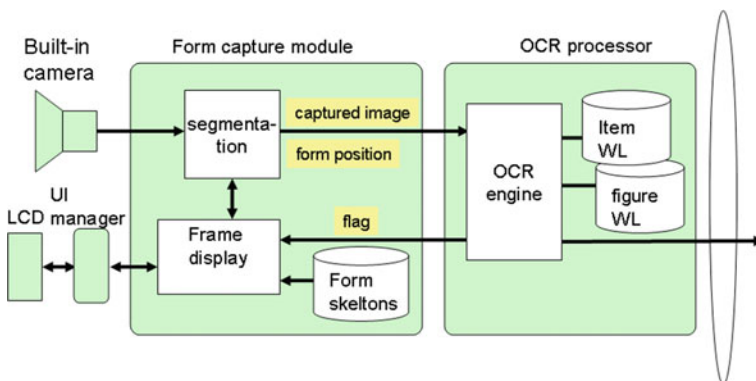 Built-in
camera
Form capture module
OCR processor
segmenta-
tion
captured image
form position
Item
WL
OCR
engine
figure
WL
UI
LCD manager
flag
Frame
display
Form
skeltons